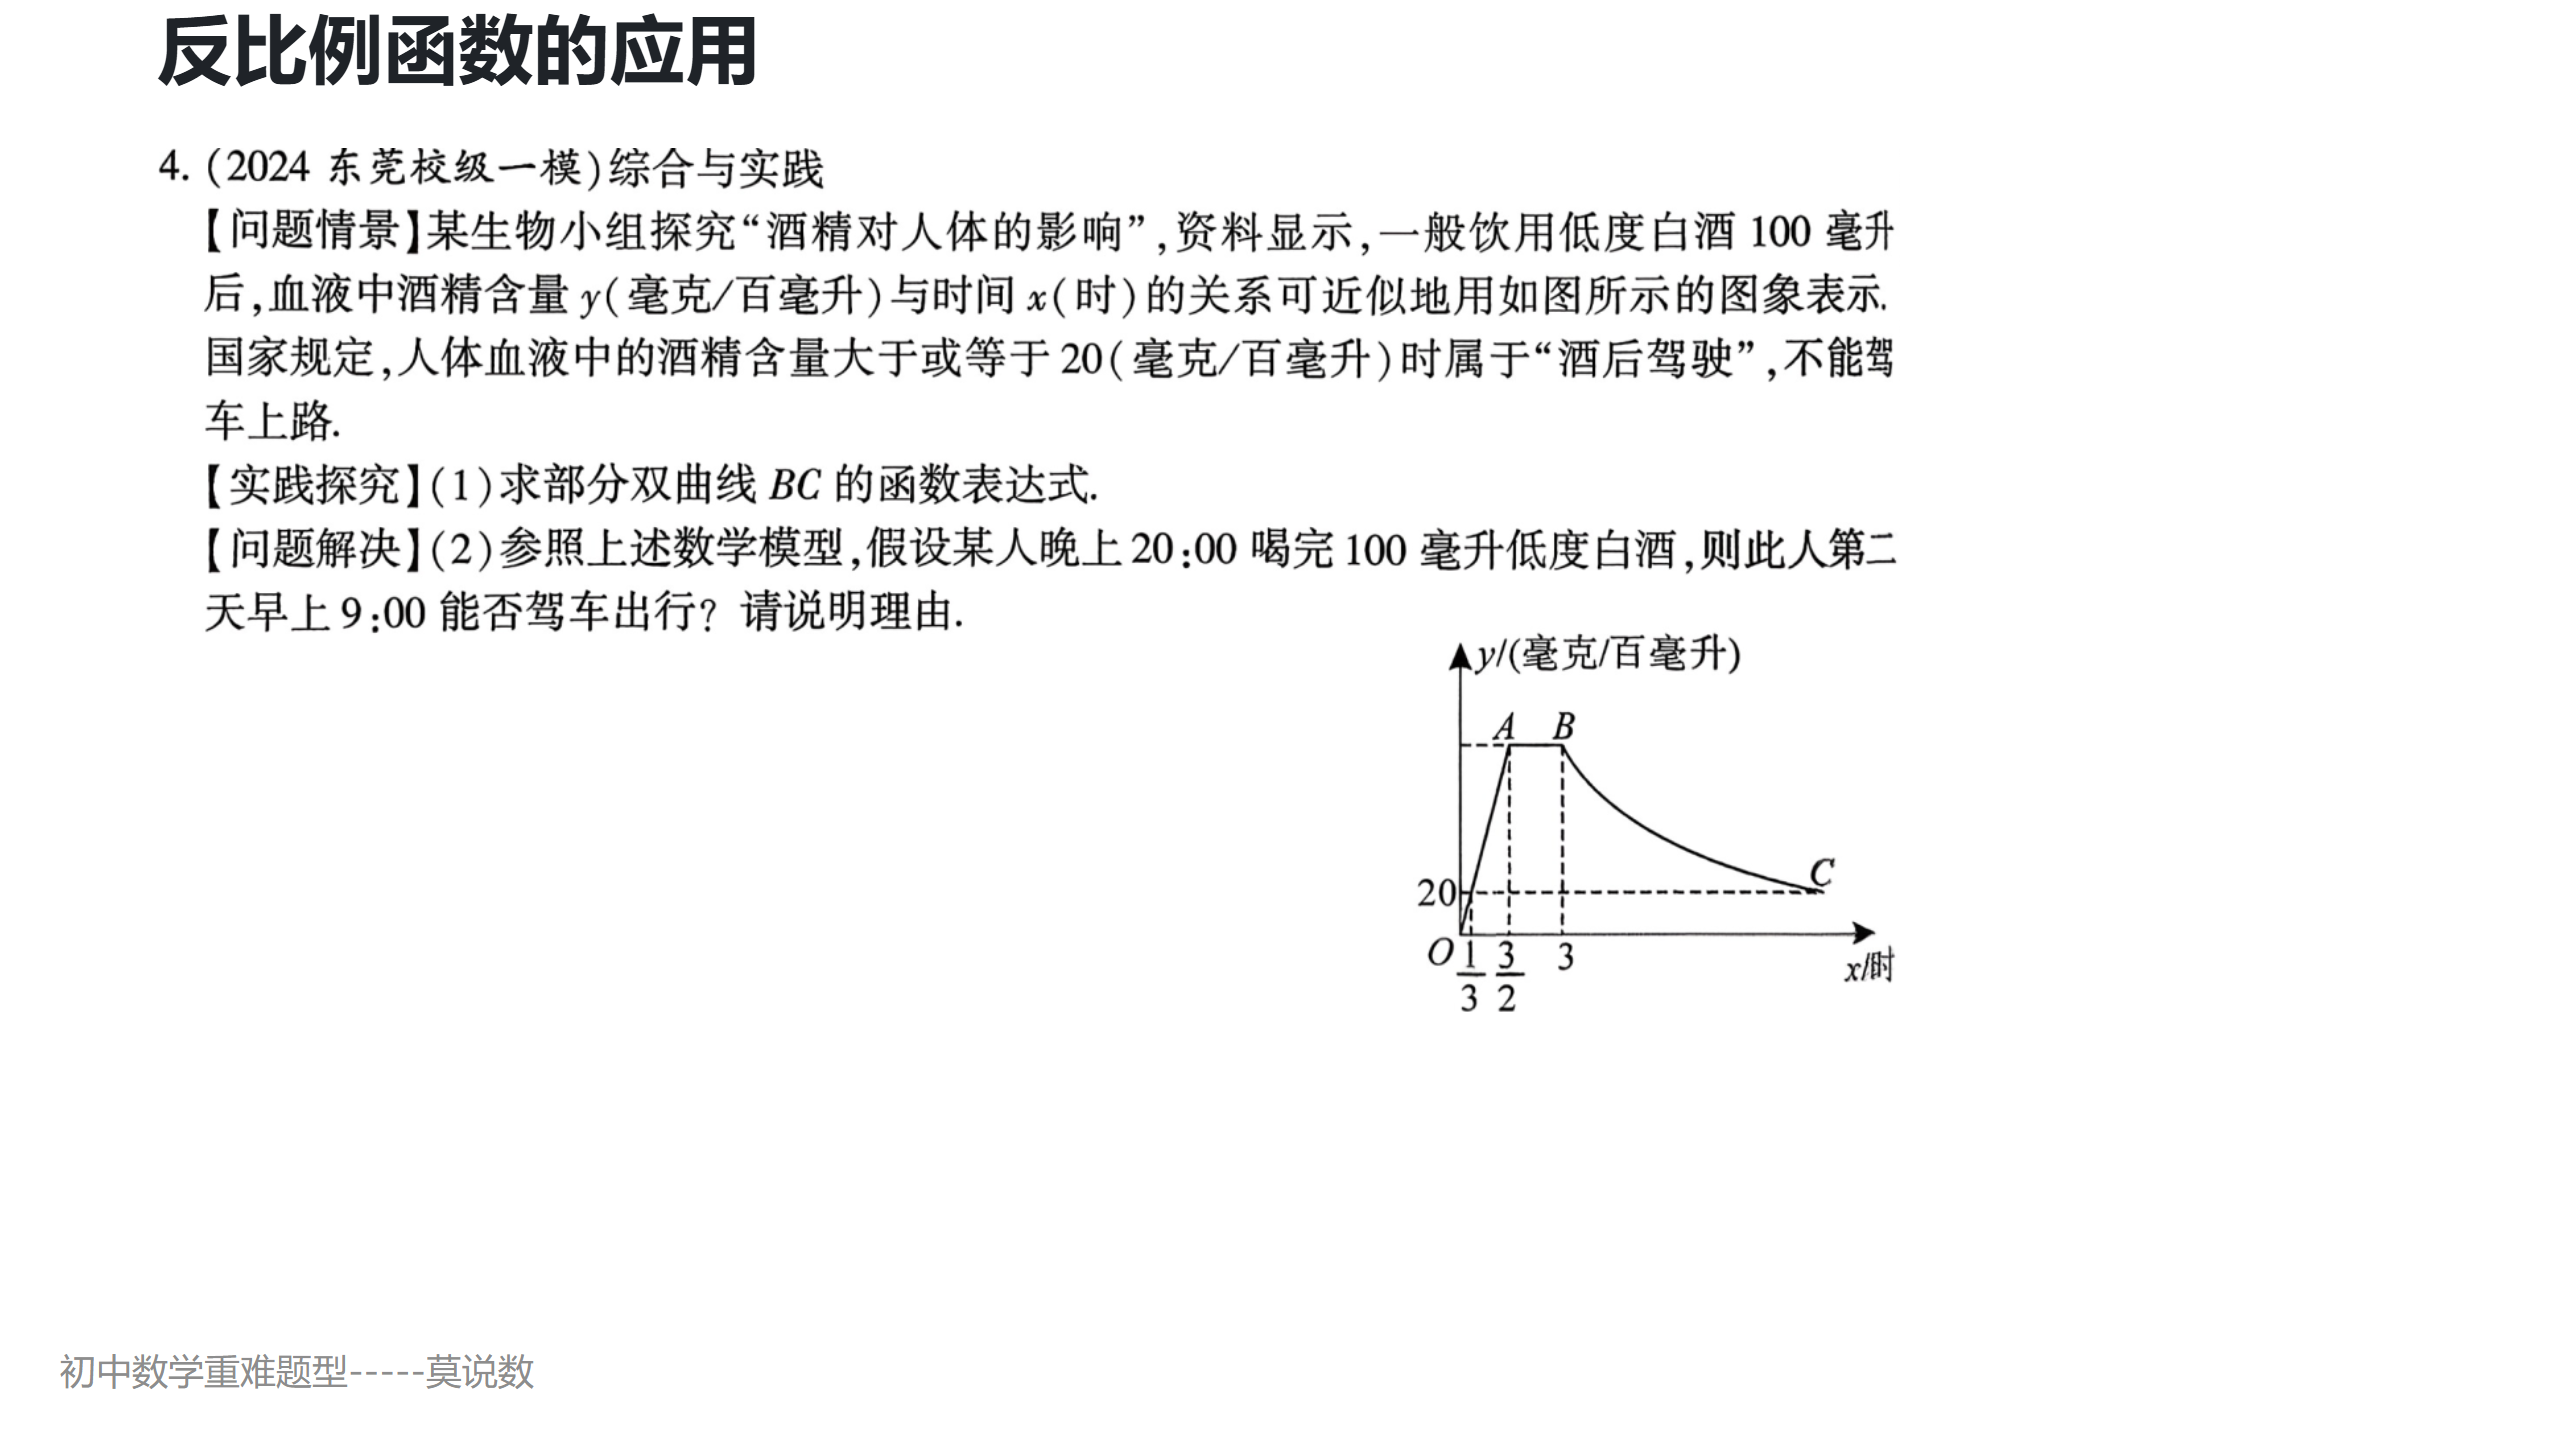 反比例函数的应用
4. (2024 东莞校级一模)综合与实践
【问题情景】某生物小组探究“酒精对人体的影响”,资料显示,一般饮用低度白酒 100 毫升
后,血液中酒精含量 y(毫克/百毫升)与时间 x(时)的关系可近似地用如图所示的图象表示.
国家规定,人体血液中的酒精含量大于或等于 20(毫克/百毫升)时属于“酒后驾驶”,不能驾
车上路.
【实践探究】(1)求部分双曲线 BC 的函数表达式.
【问题解决】(2)参照上述数学模型,假设某人晚上 20:00 喝完 100 毫升低度白酒,则此人第二
天早上 9:00 能否驾车出行? 请说明理由.
y/(毫克/百毫升)
A B
C
20
O 1/3 3/2 3
x/时
初中数学重难题型-----莫说数